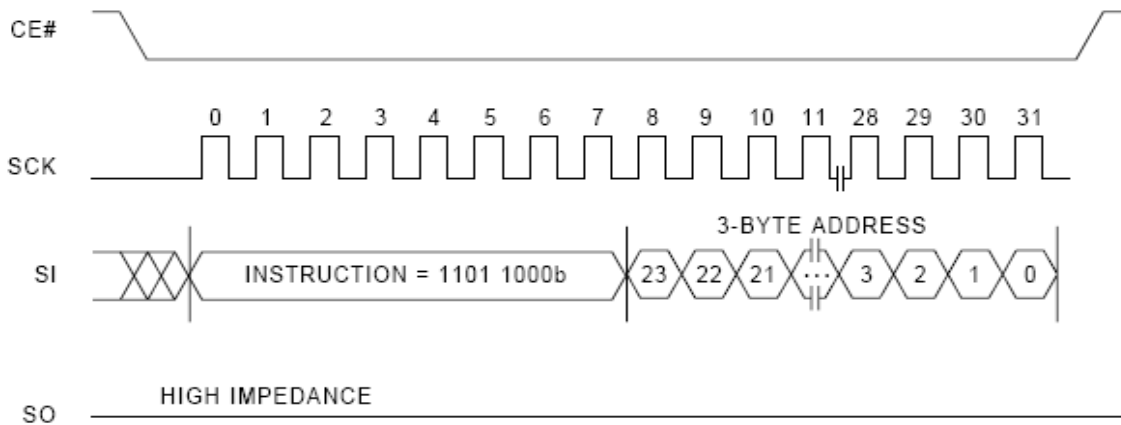 CE#
0 1 2 3 4 5 6 7 8 9 10 11 28 29 30 31
SCK
3-BYTE ADDRESS
SI INSTRUCTION = 1101 1000b 23 22 21 ... 3 2 1 0
HIGH IMPEDANCE
SO